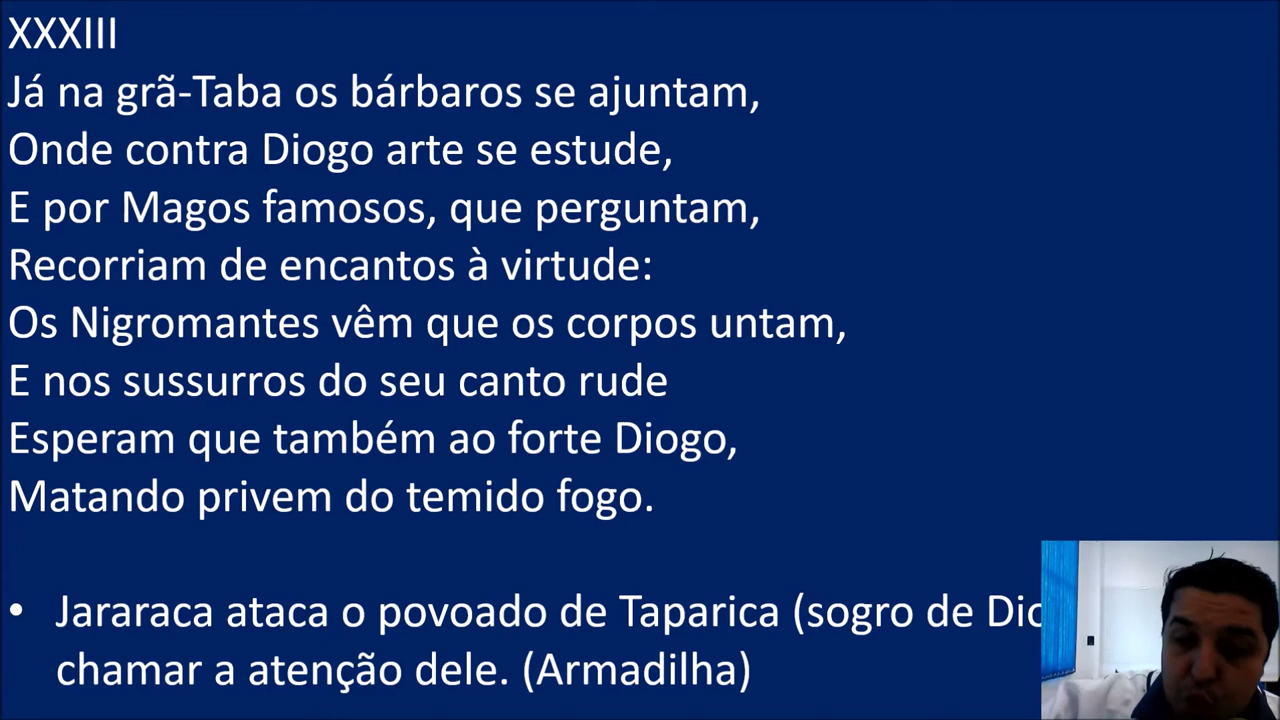 XXXIII
Já na grã-Taba os bárbaros se ajuntam,
Onde contra Diogo arte se estude,
E por Magos famosos, que perguntam,
Recorriam de encantos à virtude:
Os Nigromantes vêm que os corpos untam,
E nos sussurros do seu canto rude
Esperam que também ao forte Diogo,
Matando privem do temido fogo.
• Jararaca ataca o povoado de Taparica (sogro de
chamar a atenção dele. (Armadilha)